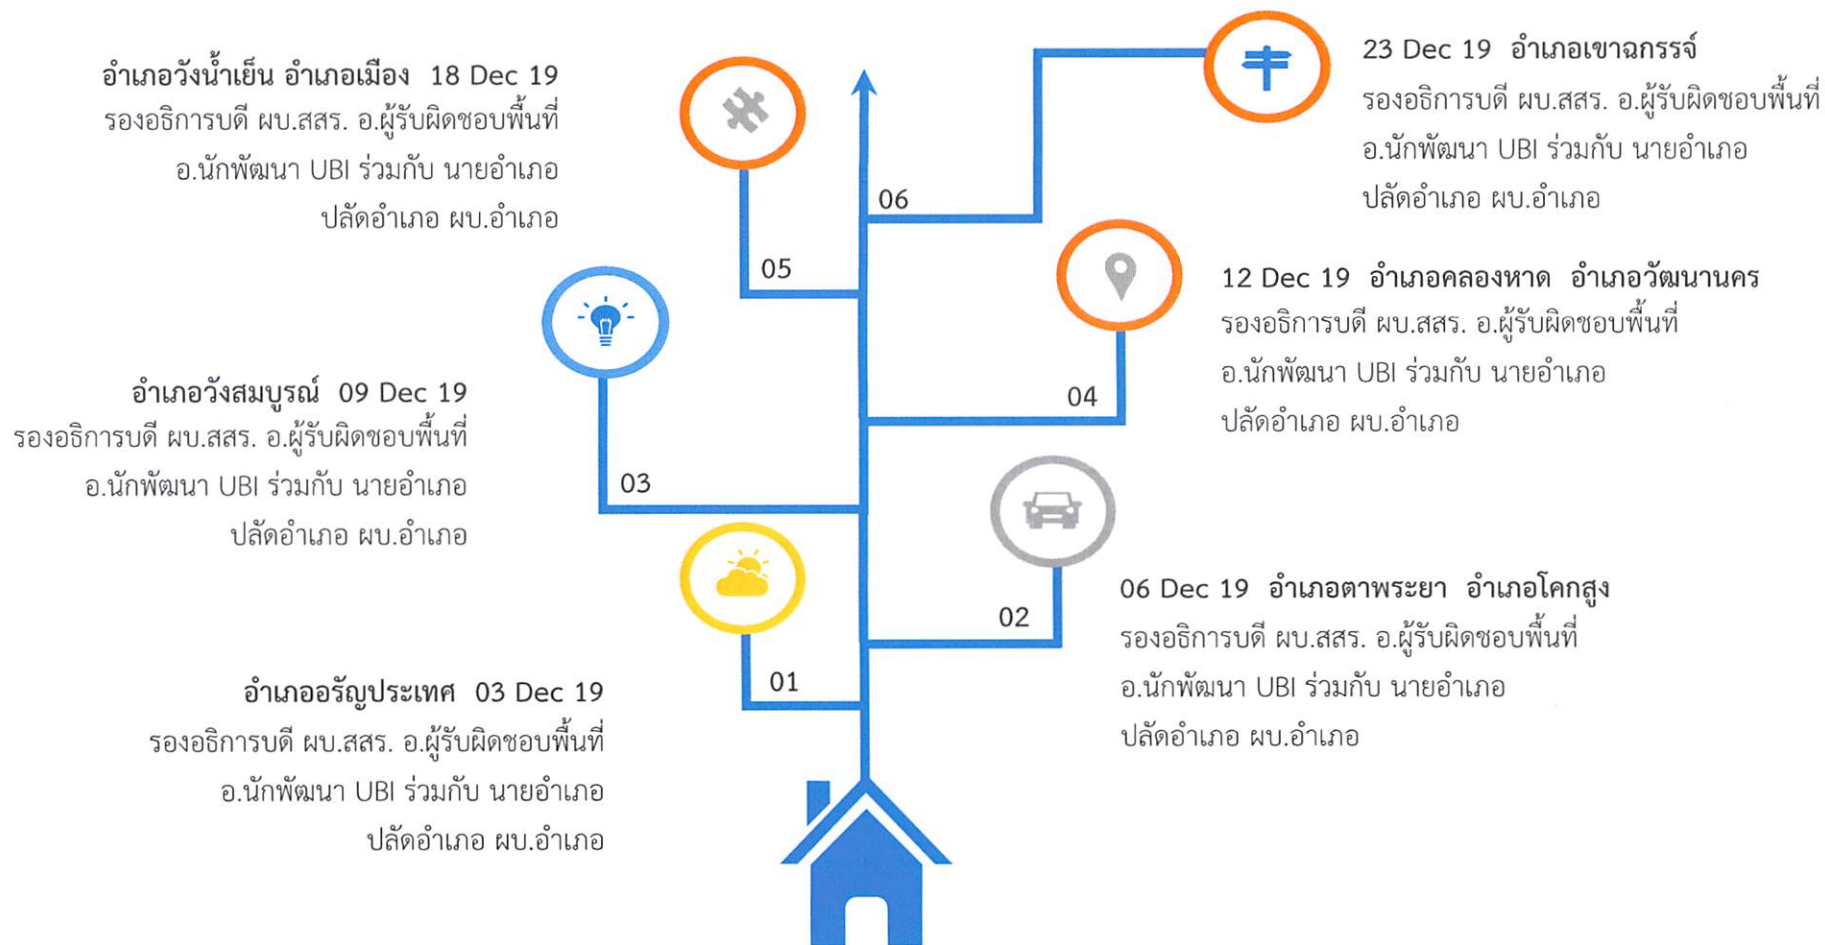 อำเภอวังน้ำเย็น อำเภอเมือง 18 Dec 19
รองอธิการบดี ผบ.สสร. อ.ผู้รับผิดชอบพื้นที่
อ.นักพัฒนา UBI ร่วมกับ นายอำเภอ
ปลัดอำเภอ ผบ.อำเภอ
05
23 Dec 19 อำเภอเขาฉกรรจ์
รองอธิการบดี ผบ.สสร. อ.ผู้รับผิดชอบพื้นที่
อ.นักพัฒนา UBI ร่วมกับ นายอำเภอ
ปลัดอำเภอ ผบ.อำเภอ
06
อำเภอวังสมบูรณ์ 09 Dec 19
รองอธิการบดี ผบ.สสร. อ.ผู้รับผิดชอบพื้นที่
อ.นักพัฒนา UBI ร่วมกับ นายอำเภอ
ปลัดอำเภอ ผบ.อำเภอ
03
12 Dec 19 อำเภอคลองหาด อำเภอวัฒนานคร
รองอธิการบดี ผบ.สสร. อ.ผู้รับผิดชอบพื้นที่
อ.นักพัฒนา UBI ร่วมกับ นายอำเภอ
ปลัดอำเภอ ผบ.อำเภอ
04
อำเภออรัญประเทศ 03 Dec 19
รองอธิการบดี ผบ.สสร. อ.ผู้รับผิดชอบพื้นที่
อ.นักพัฒนา UBI ร่วมกับ นายอำเภอ
ปลัดอำเภอ ผบ.อำเภอ
01
06 Dec 19 อำเภอตาพระยา อำเภอโคกสูง
รองอธิการบดี ผบ.สสร. อ.ผู้รับผิดชอบพื้นที่
อ.นักพัฒนา UBI ร่วมกับ นายอำเภอ
ปลัดอำเภอ ผบ.อำเภอ
02